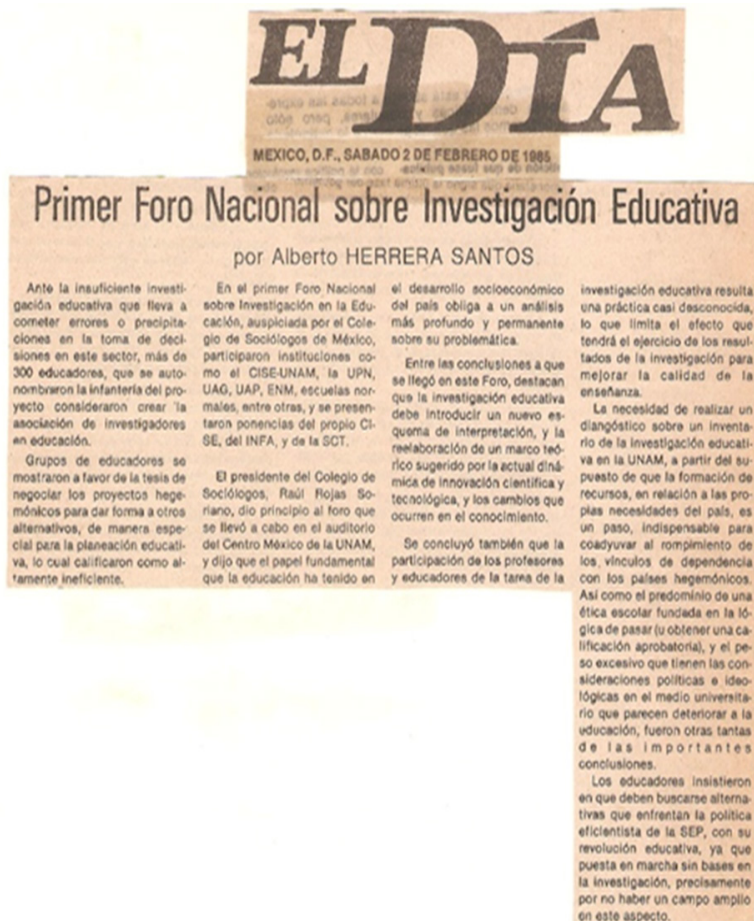 EL DÍA
MEXICO, D.F., SABADO 2 DE FEBRERO DE 1985
Primer Foro Nacional sobre Investigación Educativa
por Alberto HERRERA SANTOS
Ante la insuficiente investi-
gación educativa que lleva a
cometer errores o precipita-
ciones en la toma de deci-
siones en este sector, más de
300 educadores, que se auto-
nombraron la infantería del pro-
yecto consideraron crear la
asociación de investigadores
en educación.
Grupos de educadores se
mostraron a favor de la tesis de
negociar los proyectos hege-
mónicos para dar forma a otros
alternativos, de manera espe-
cial para la planeación educati-
va, lo cual calificaron como al-
tamente ineficiente.
En el primer Foro Nacional
sobre Investigación en la Edu-
cación, auspiciada por el Cole-
gio de Sociólogos de México,
participaron instituciones co-
mo el CISE-UNAM, la UPN,
UAG, UAP, ENM, escuelas nor-
males, entre otras, y se presen-
taron ponencias del propio CI-
SE, del INFA, y de la SCT.
El presidente del Colegio de
Sociólogos, Raúl Rojas So-
riano, dio principio al foro que
se llevó a cabo en el auditorio
del Centro México de la UNAM,
y dijo que el papel fundamental
que la educación ha tenido en
el desarrollo socioeconómico
del país obliga a un análisis
más profundo y permanente
sobre su problemática.
Entre las conclusiones a que
se llegó en este Foro, destacan
que la investigación educativa
debe introducir un nuevo es-
quema de interpretación, y la
reelaboración de un marco teó-
rico sugerido por la actual diná-
mica de innovación científica y
tecnológica, y los cambios que
ocurren en el conocimiento.
Se concluyó también que la
participación de los profesores
y educadores de la tarea de la
investigación educativa resulta
una práctica casi desconocida,
lo que limita el efecto que
tendrá el ejercicio de los resul-
tados de la investigación para
mejorar la calidad de la
enseñanza.
La necesidad de realizar un
diangóstico sobre un inventa-
rio de la investigación educati-
va en la UNAM, a partir del su-
puesto de que la formación de
recursos, en relación a las pro-
pias necesidades del país, es
un paso, indispensable para
coadyuvar al rompimiento de
los vínculos de dependencia
con los países hegemónicos.
Así como el predominio de una
ética escolar fundada en la ló-
gica de pasar (u obtener una ca-
lificación aprobatoria), y el pe-
so excesivo que tienen las con-
sideraciones políticas e ideo-
lógicas en el medio universita-
rio que parecen deteriorar a la
educación, fueron otras tantas
de las importantes
conclusiones.
Los educadores insistieron
en que deben buscarse alterna-
tivas que enfrentan la política
eficientista de la SEP, con su
revolución educativa, ya que
puesta en marcha sin bases en
la investigación, precisamente
por no haber un campo amplio
en este aspecto.